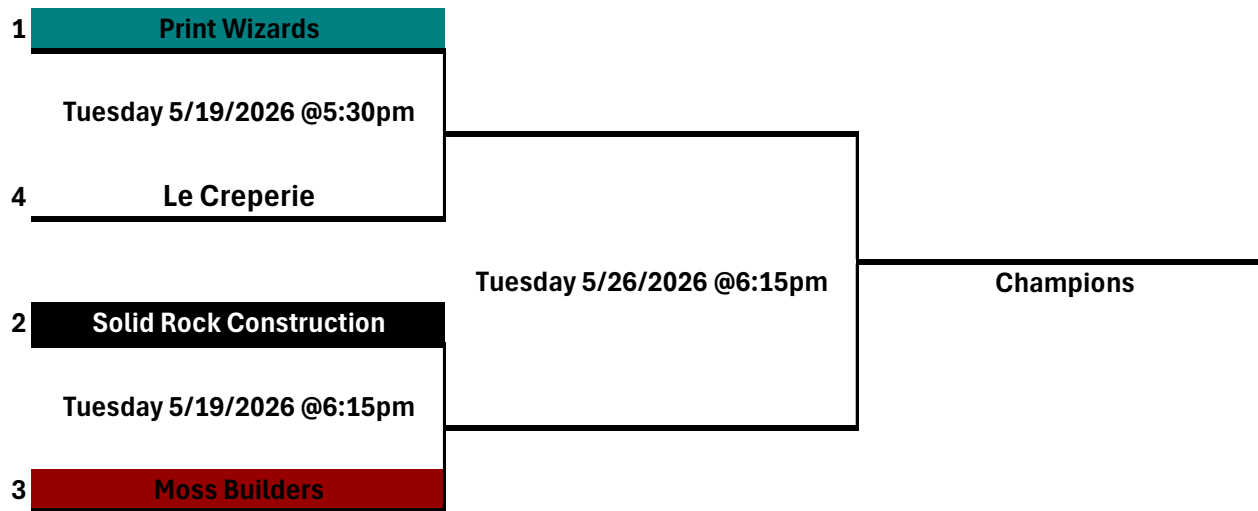 1 Print Wizards
Tuesday 5/19/2026 @5:30pm
4 Le Creperie
Tuesday 5/26/2026 @6:15pm
Champions
2 Solid Rock Construction
Tuesday 5/19/2026 @6:15pm
3 Moss Builders